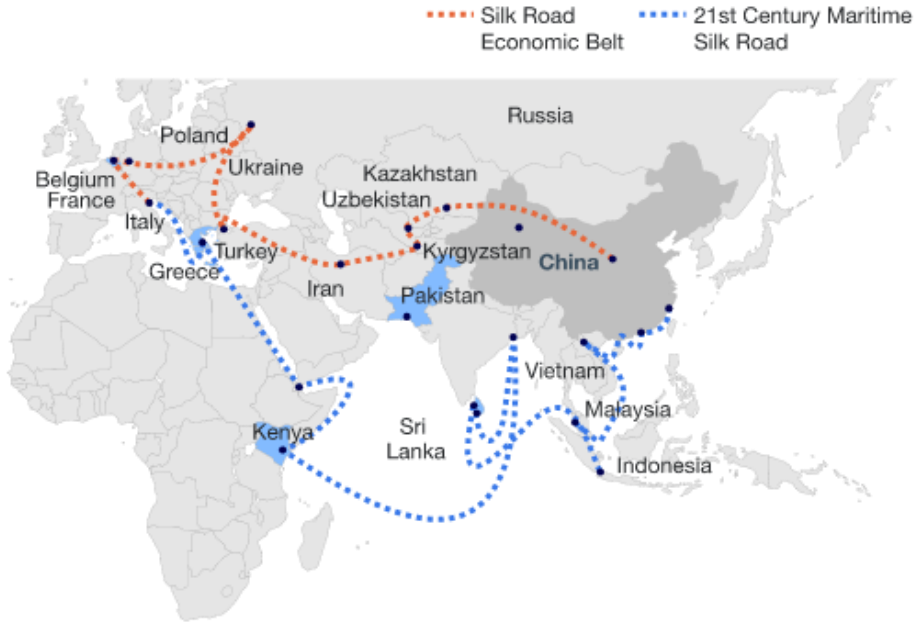 Silk Road
Economic Belt
21st Century Maritime
Silk Road
Russia
Poland
Ukraine
Kazakhstan
Belgium
France
Uzbekistan
Italy
Turkey
Kyrgyzstan
China
Greece
Iran
Pakistan
Vietnam
Malaysia
Kenya
Sri
Lanka
Indonesia